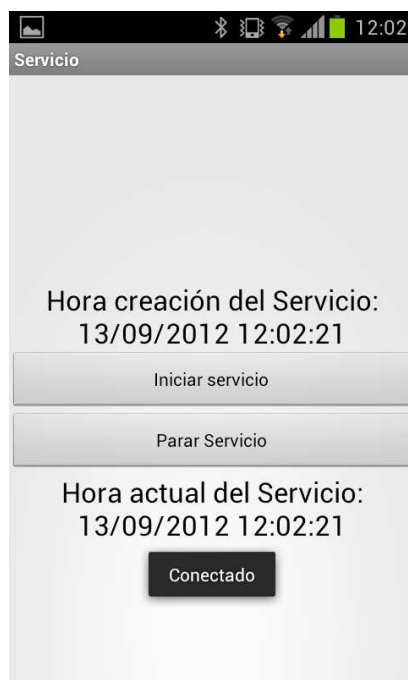 12:02
Servicio
Hora creación del Servicio:
13/09/2012 12:02:21
Iniciar servicio
Parar Servicio
Hora actual del Servicio:
13/09/2012 12:02:21
Conectado